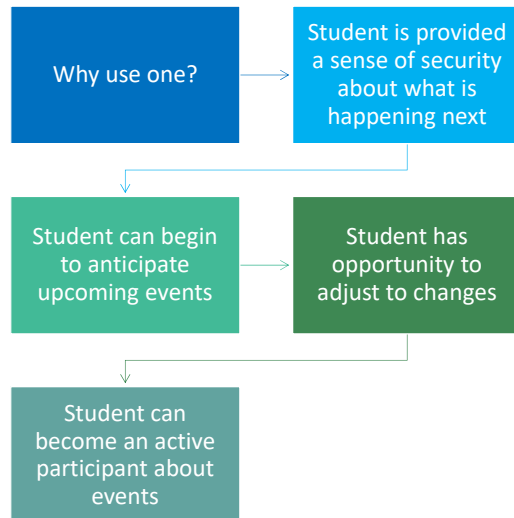 Why use one?
Student is provided
a sense of security
about what is
happening next
Student can begin
to anticipate
upcoming events
Student has
opportunity to
adjust to changes
Student can
become an active
participant about
events